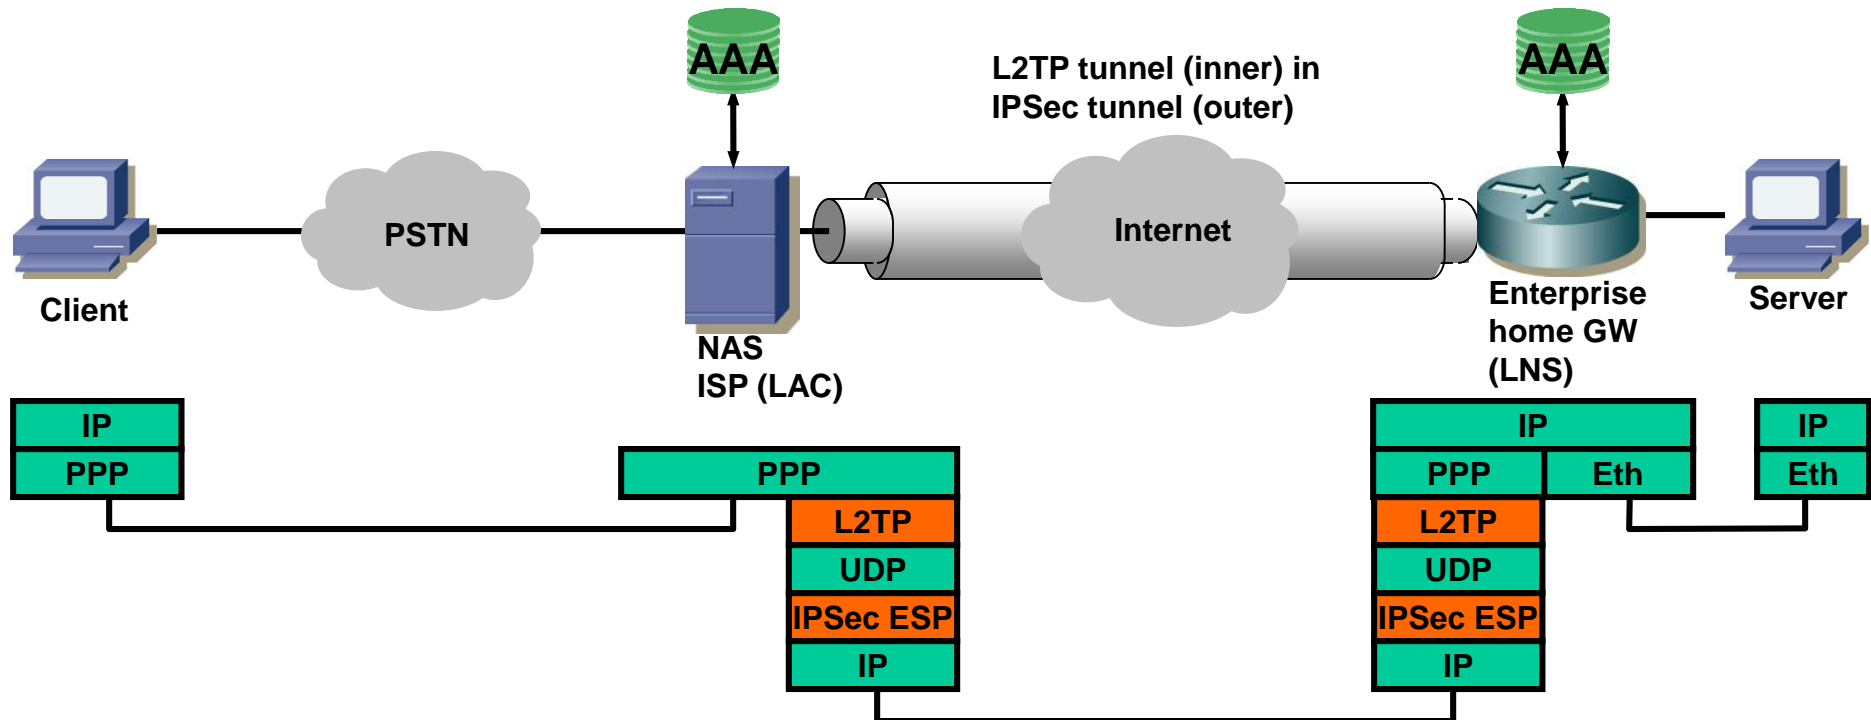 AAA
AAA
L2TP tunnel (inner) in
IPSec tunnel (outer)
PSTN
Internet
Client
NAS
ISP (LAC)
Enterprise
home GW
(LNS)
Server
IP
PPP
PPP
L2TP
UDP
IPSec ESP
IP
IP
PPP
Eth
L2TP
UDP
IPSec ESP
IP
IP
Eth